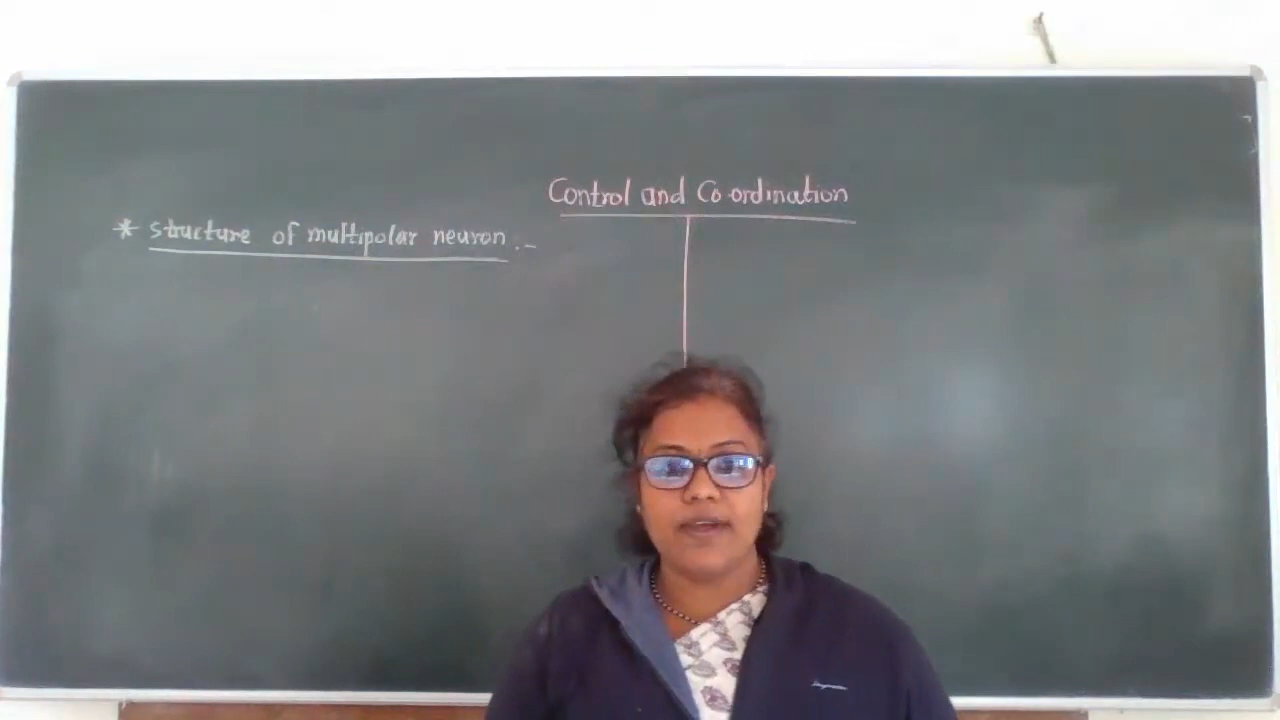 Control and Co-ordination
* structure of multipolar neuron :-